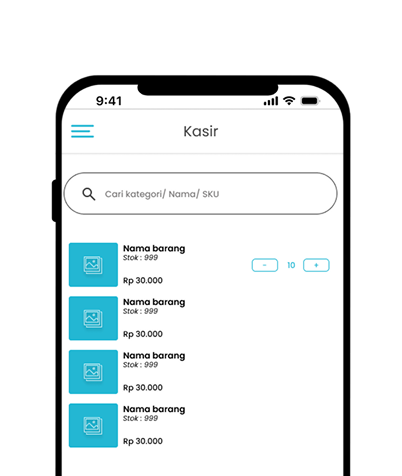 9:41
Kasir
Cari kategori/ Nama/ SKU
Nama barang
Stok : 999
- 10 +
Rp 30.000
Nama barang
Stok : 999
Rp 30.000
Nama barang
Stok : 999
Rp 30.000
Nama barang
Stok : 999
Rp 30.000